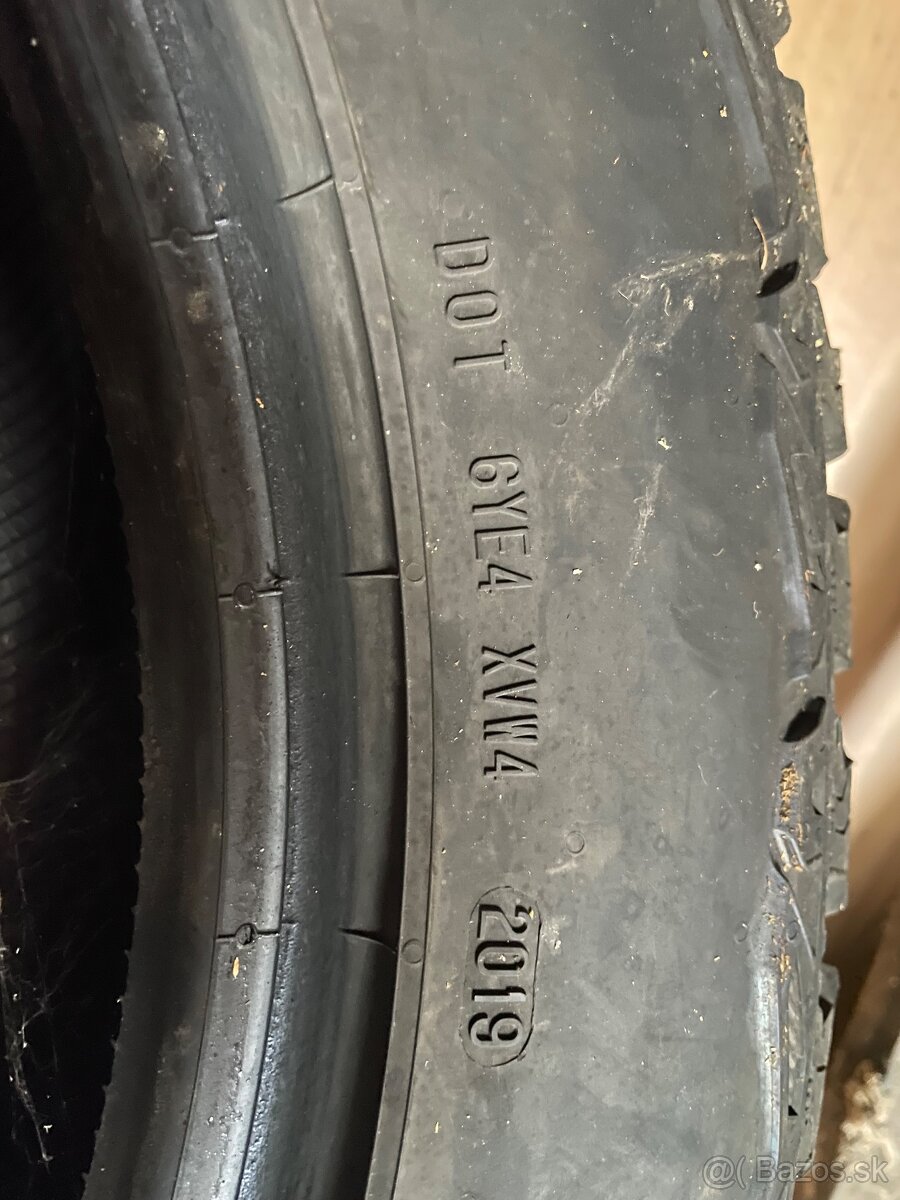 DOT 6YE4 XVW4 2019
@( Bazos.sk